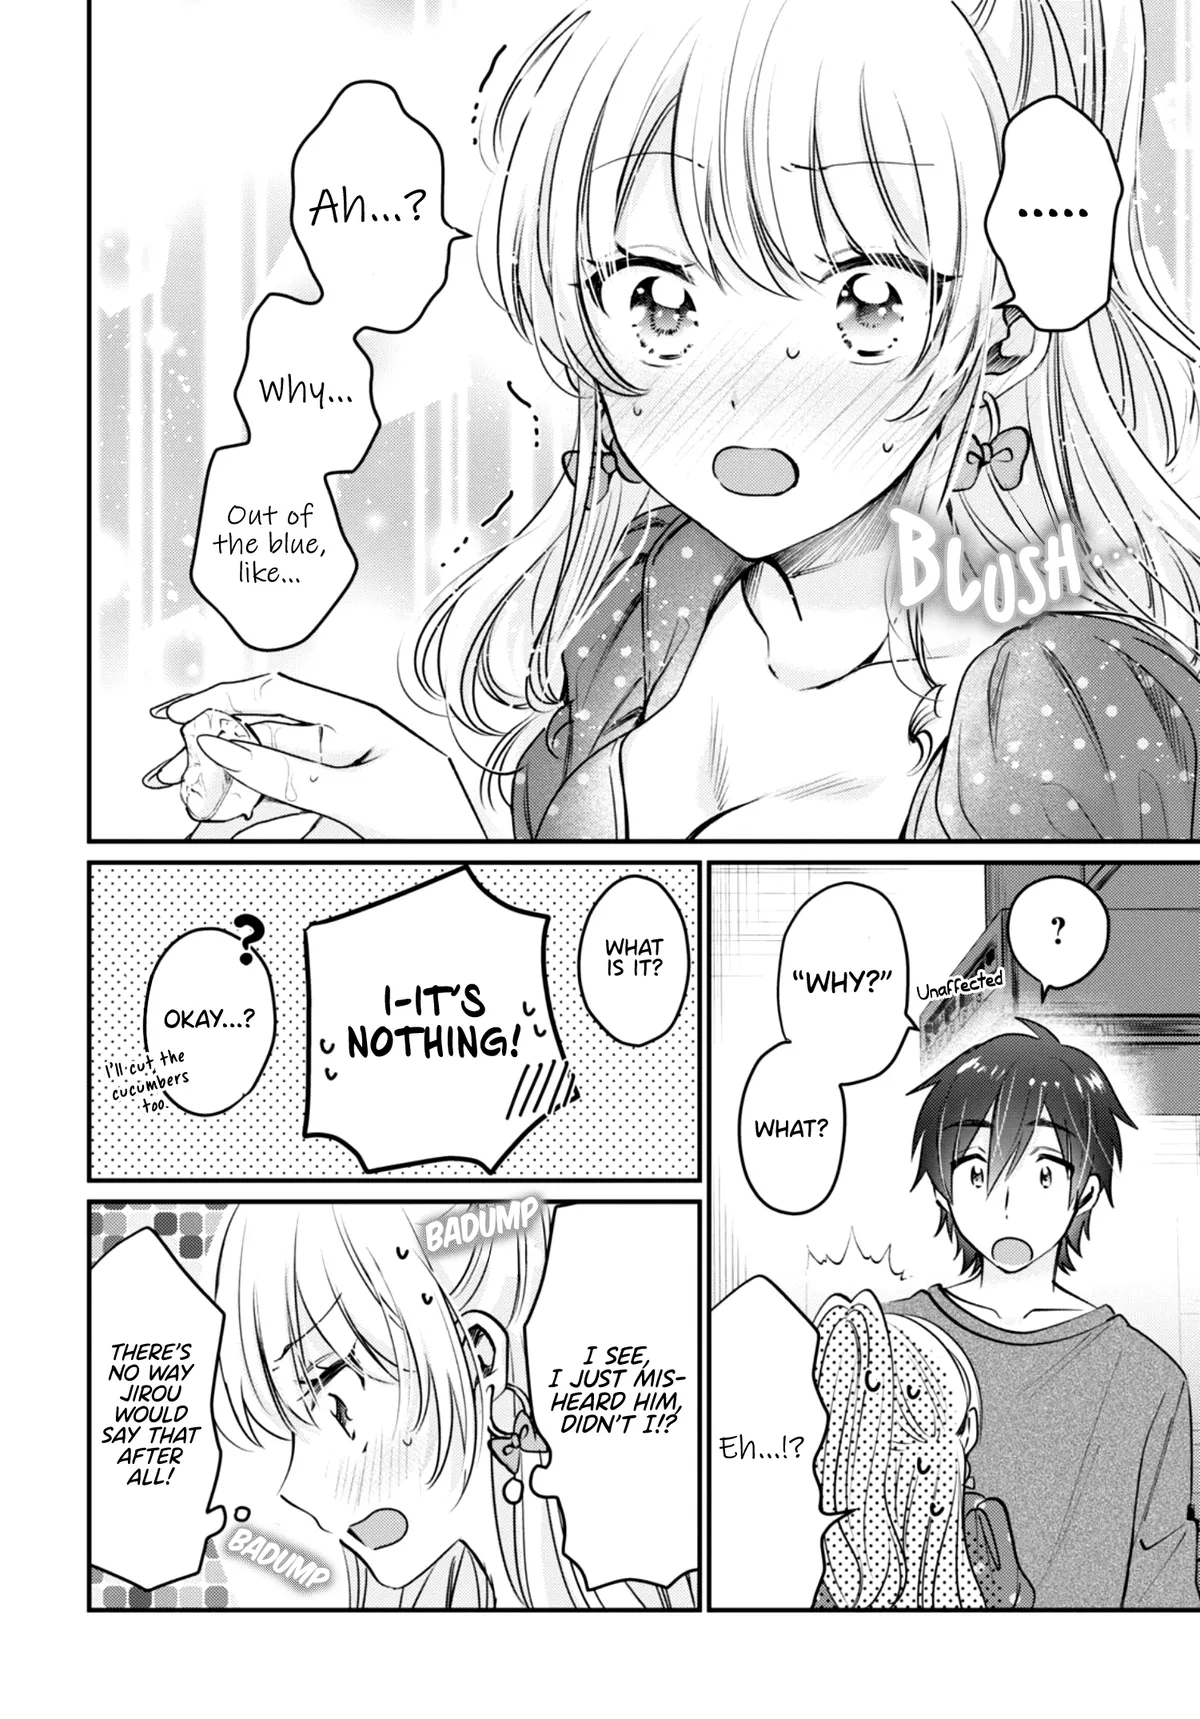 .....
Ah...?
Why...
Out of
the blue,
like...
BLUSH...
?
Unaffected
"WHY?"
WHAT?
Eh...!?
WHAT
IS IT?
I-IT'S
NOTHING!
?
OKAY...?
I'll cut the
cucumbers
too.
BADUMP
I SEE,
I JUST MIS-
HEARD HIM,
DIDN'T I!?
THERE'S
NO WAY
JIROU
WOULD
SAY THAT
AFTER
ALL!
BADUMP